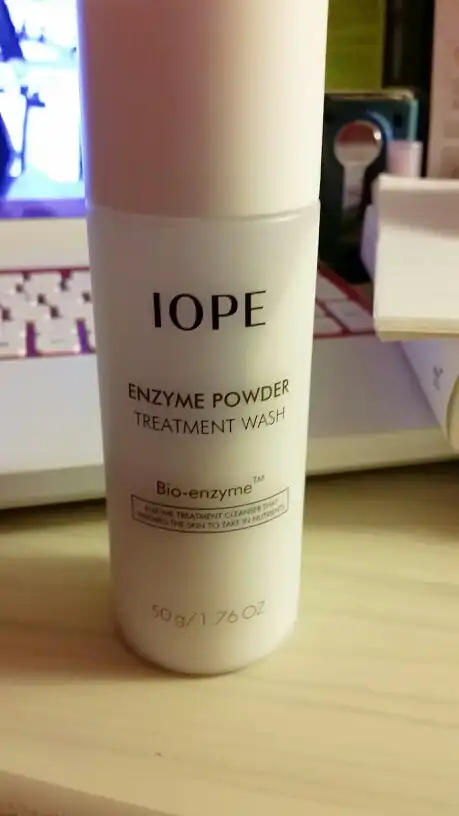 IOPE
ENZYME POWDER
TREATMENT WASH
Bio-enzyme™
ENZYME TREATMENT CLEANSER THAT
THE SKIN TO TAKE IN NUTRIENTS
50g/1.76 OZ